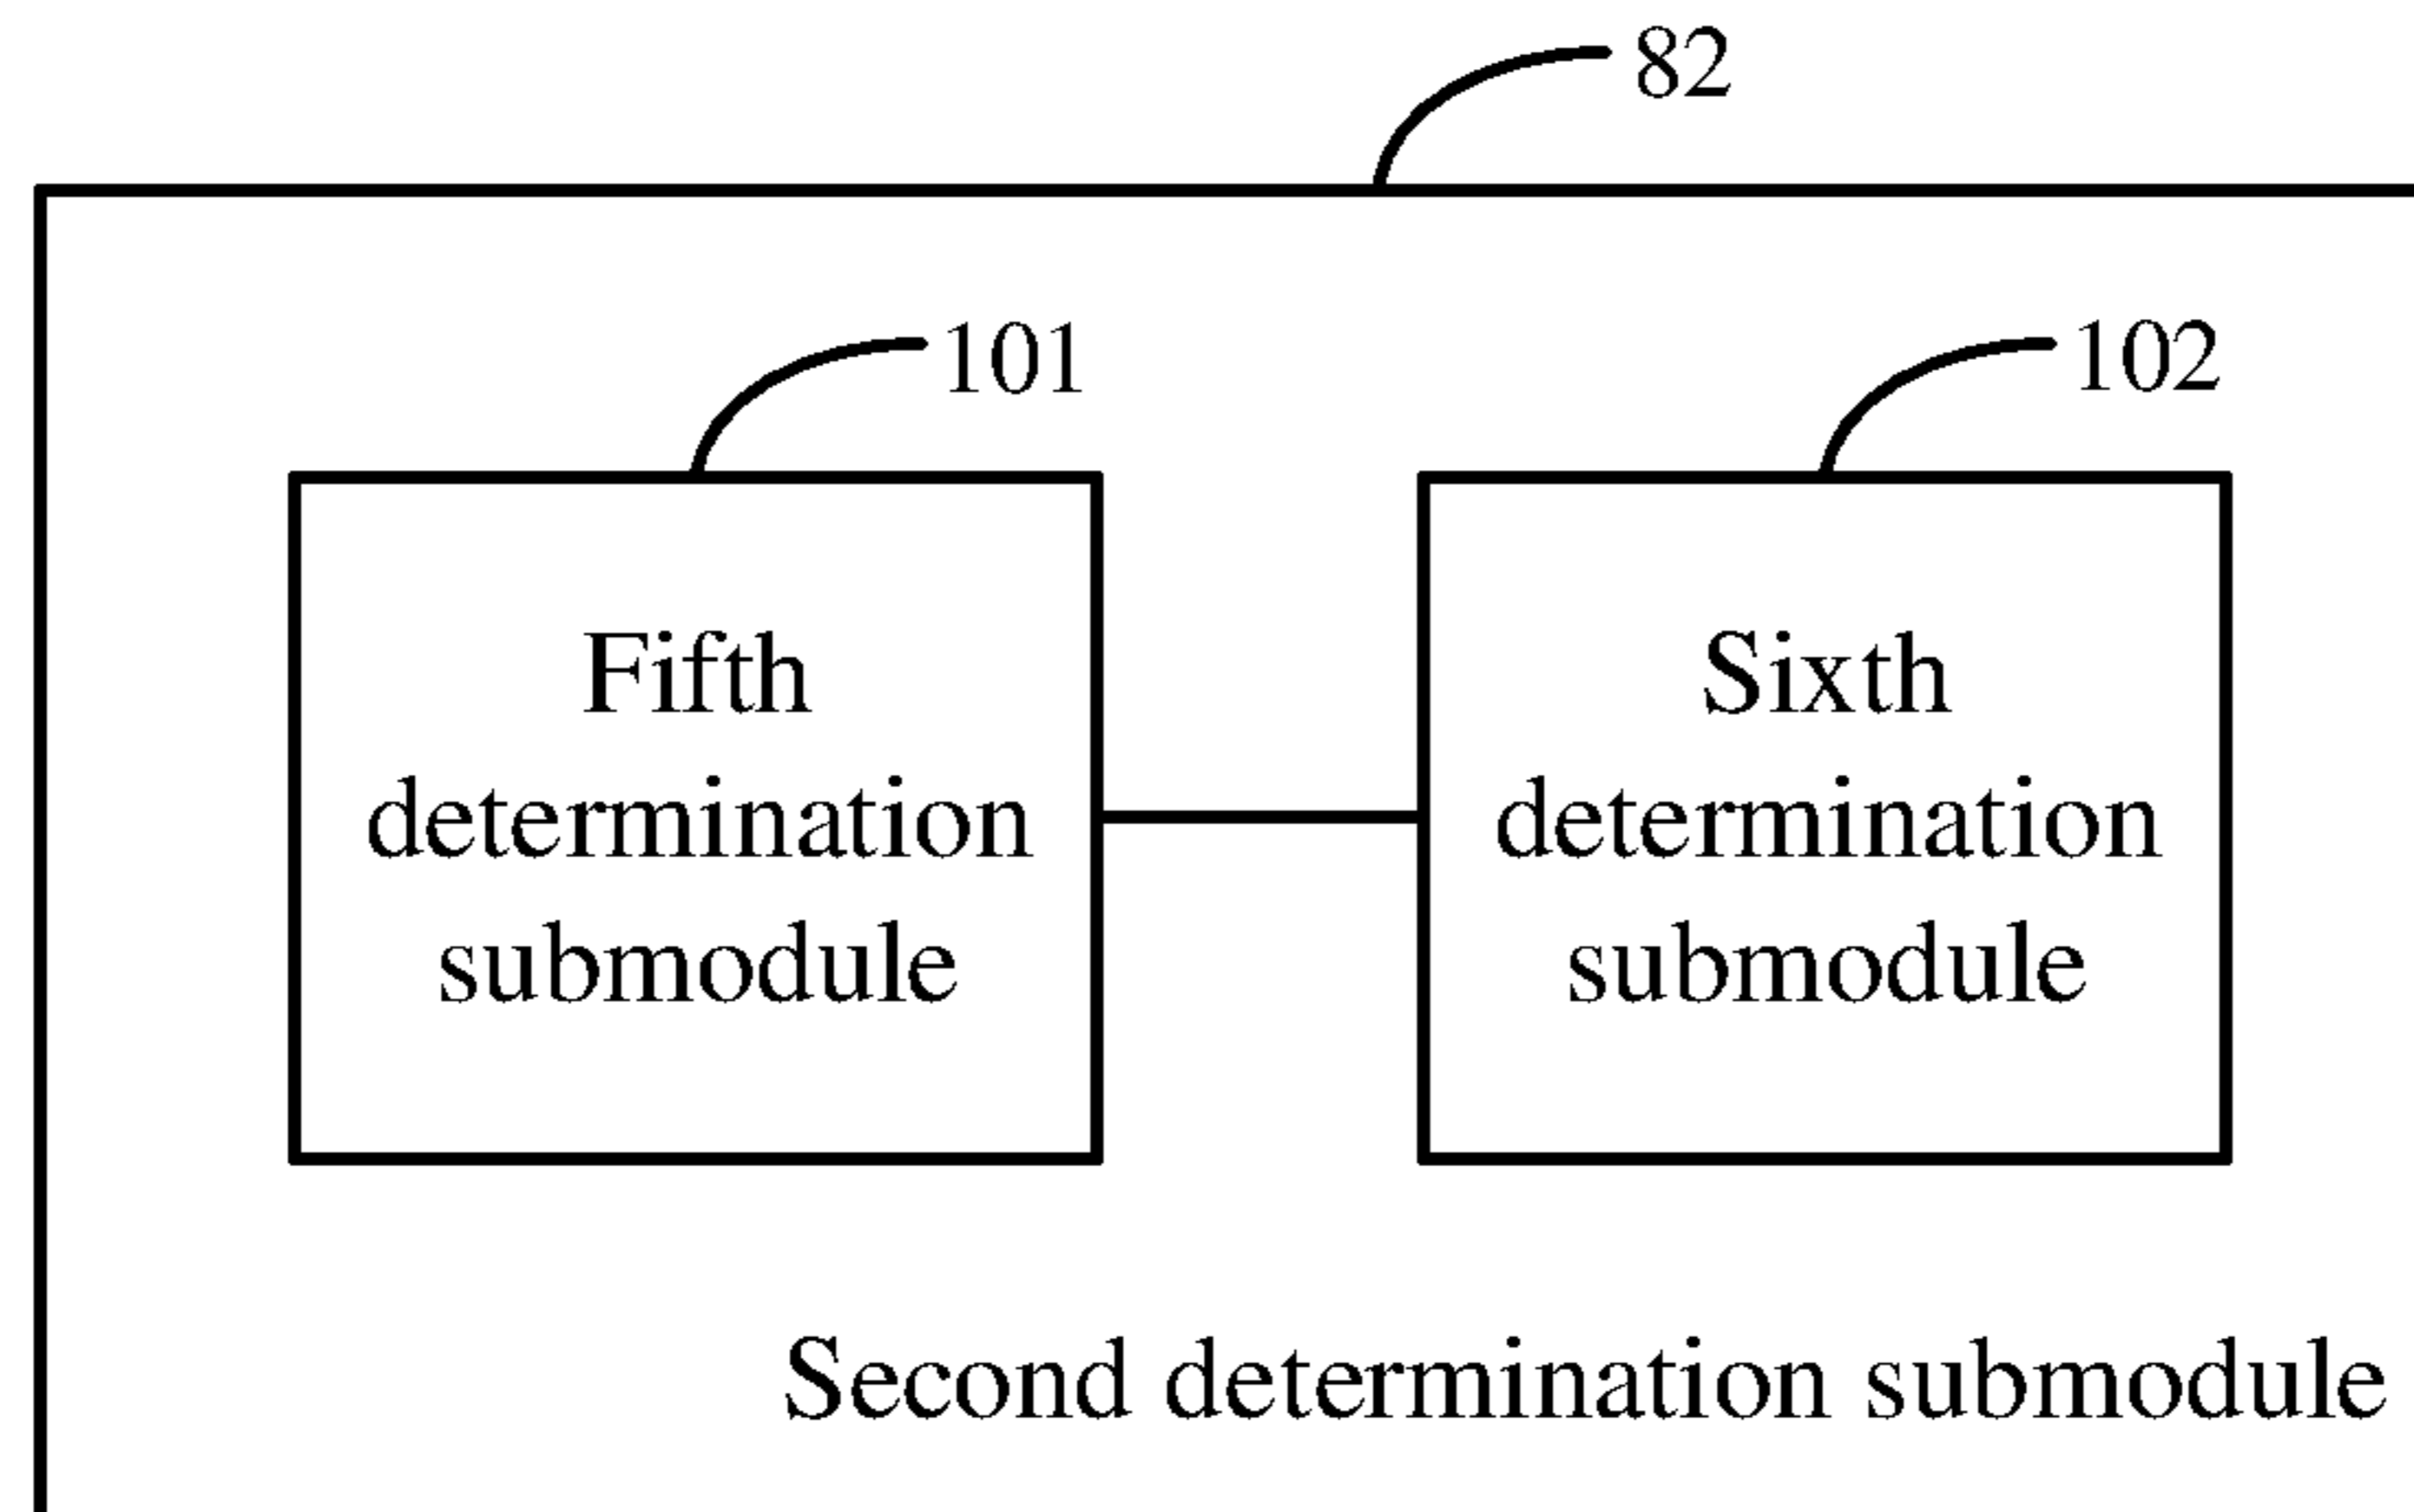 82
101
102
Fifth
determination
submodule
Sixth
determination
submodule
Second determination submodule